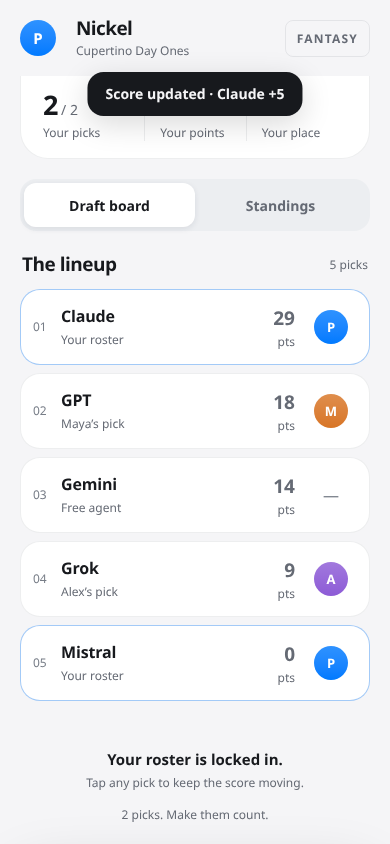 P
Nickel
Cupertino Day Ones
FANTASY
Score updated · Claude +5
2 / 2
Your picks
Your points
Your place
Draft board
Standings
The lineup
5 picks
01
Claude
Your roster
29
pts
P
02
GPT
Maya’s pick
18
pts
M
03
Gemini
Free agent
14
pts
—
04
Grok
Alex’s pick
9
pts
A
05
Mistral
Your roster
0
pts
P
Your roster is locked in.
Tap any pick to keep the score moving.
2 picks. Make them count.